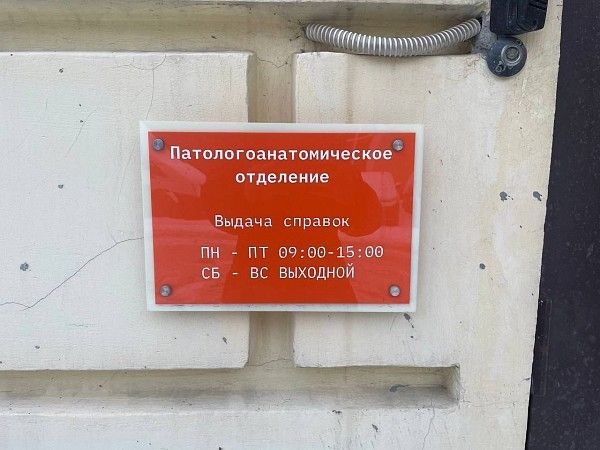 Патологоанатомическое
отделение
Выдача справок
ПН - ПТ 09:00-15:00
СБ - ВС ВЫХОДНОЙ